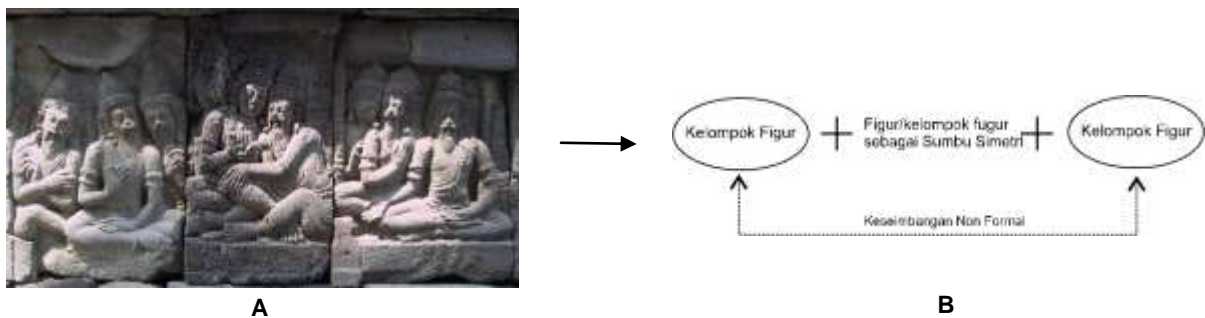 Kelompok Figur
Figur/kelompok fugur
sebagai Sumbu Simetri
Kelompok Figur
Keseimbangan Non Formal
A
B